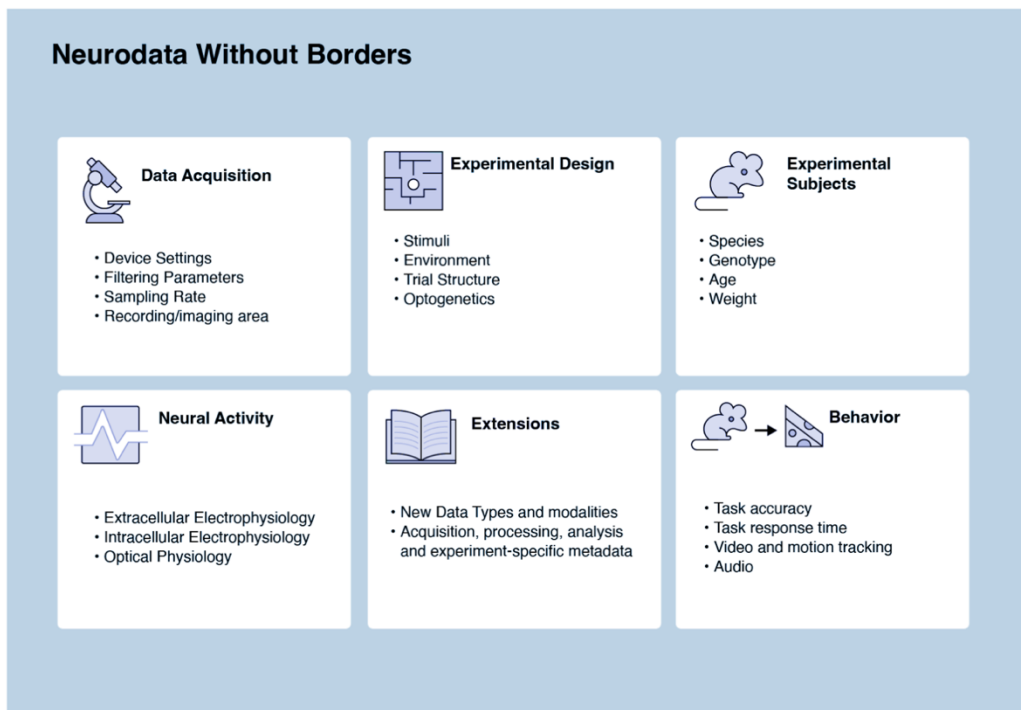 Neurodata Without Borders
Data Acquisition
• Device Settings
• Filtering Parameters
• Sampling Rate
• Recording/imaging area
Experimental Design
• Stimuli
• Environment
• Trial Structure
• Optogenetics
Experimental
Subjects
• Species
• Genotype
• Age
• Weight
Neural Activity
• Extracellular Electrophysiology
• Intracellular Electrophysiology
• Optical Physiology
Extensions
• New Data Types and modalities
• Acquisition, processing, analysis
and experiment-specific metadata
Behavior
• Task accuracy
• Task response time
• Video and motion tracking
• Audio